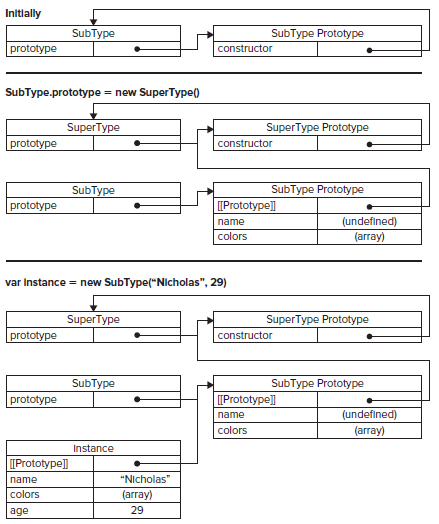 Initially
SubType SubType Prototype
prototype constructor
SubType.prototype = new SuperType()
SuperType SuperType Prototype
prototype constructor
SubType SubType Prototype
prototype [[Prototype]]
name (undefined)
colors (array)
var instance = new SubType(“Nicholas”, 29)
SuperType SuperType Prototype
prototype constructor
SubType SubType Prototype
prototype [[Prototype]]
name (undefined)
colors (array)
Instance
[[Prototype]]
name “Nicholas”
colors (array)
age 29